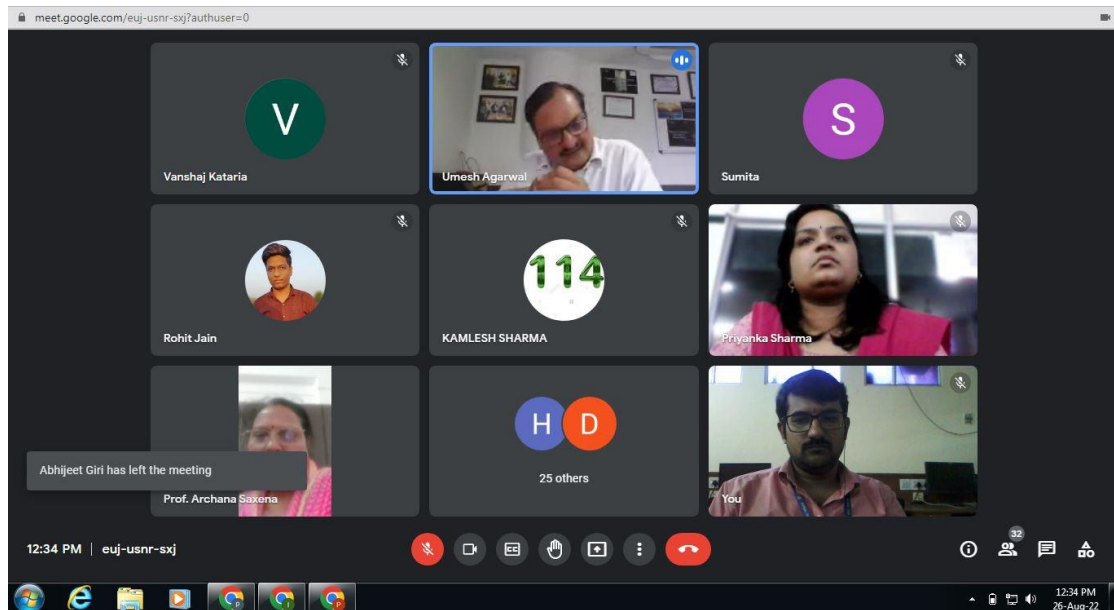 meet.google.com/euj-usnr-sxj?authuser=0
V
Vanshaj Kataria
Umesh Agarwal
S
Sumita
Rohit Jain
114
KAMLESH SHARMA
Priyanka Sharma
Abhijeet Giri has left the meeting
Prof. Archana Saxena
H D
25 others
You
12:34 PM | euj-usnr-sxj
CC
32
12:34 PM
26-Aug-22